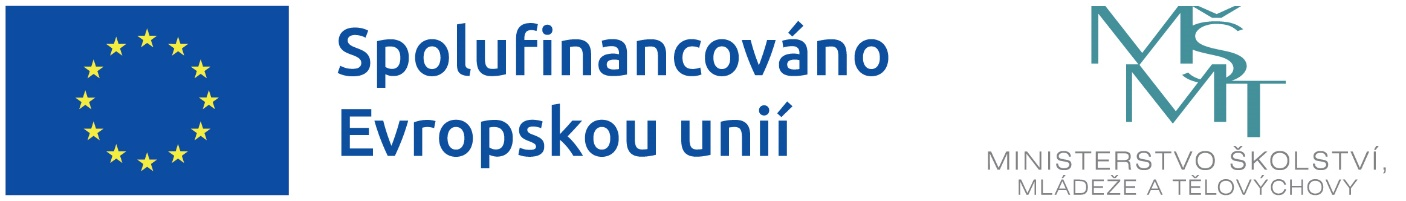 Spolufinancováno
Evropskou unií
MŠ
MT
MINISTERSTVO ŠKOLSTVÍ,
MLÁDEŽE A TĚLOVÝCHOVY